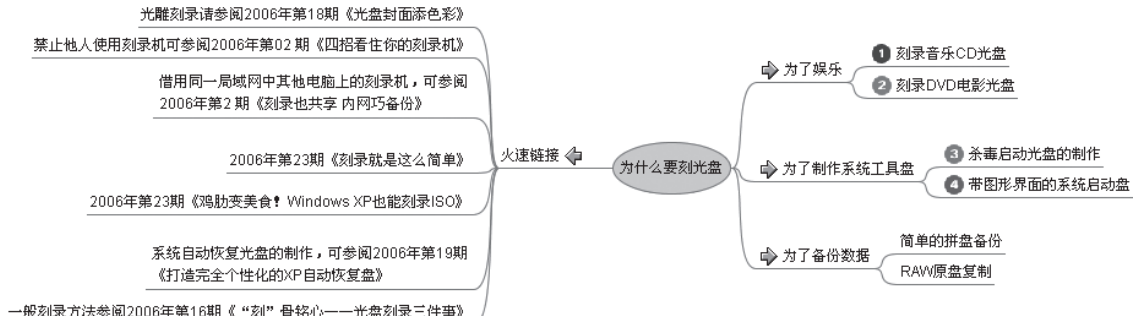 光雕刻录请参阅2006年第18期《光盘封面添色彩》
禁止他人使用刻录机可参阅2006年第02 期《四招看住你的刻录机》
借用同一局域网中其他电脑上的刻录机，可参阅
2006年第2 期《刻录也共享 内网巧备份》
2006年第23期《刻录就是这么简单》
2006年第23期《鸡肋变美食！Windows XP也能刻录ISO》
系统自动恢复光盘的制作，可参阅2006年第19期
《打造完全个性化的XP自动恢复盘》
一般刻录方法参阅2006年第16期《“刻”骨铭心——光盘刻录三件事》
火速链接
为什么要刻光盘
为了娱乐
1 刻录音乐CD光盘
2 刻录DVD电影光盘
为了制作系统工具盘
3 杀毒启动光盘的制作
4 带图形界面的系统启动盘
为了备份数据
简单的拼盘备份
RAW原盘复制